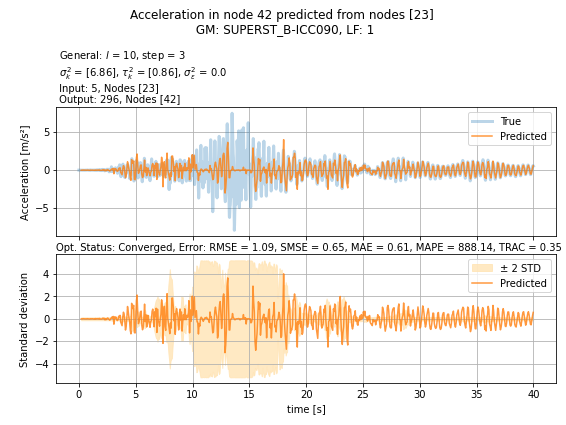 Acceleration in node 42 predicted from nodes [23]
GM: SUPERST_B-ICC090, LF: 1
General: l = 10, step = 3
σ²ₖ = [6.86], τ²ₖ = [0.86], σ²ε = 0.0
Input: 5, Nodes [23]
Output: 296, Nodes [42]
Acceleration [m/s²]
5
0
−5
True
Predicted
Opt. Status: Converged, Error: RMSE = 1.09, SMSE = 0.65, MAE = 0.61, MAPE = 888.14, TRAC = 0.35
Standard deviation
4
2
0
−2
−4
± 2 STD
Predicted
0 5 10 15 20 25 30 35 40
time [s]